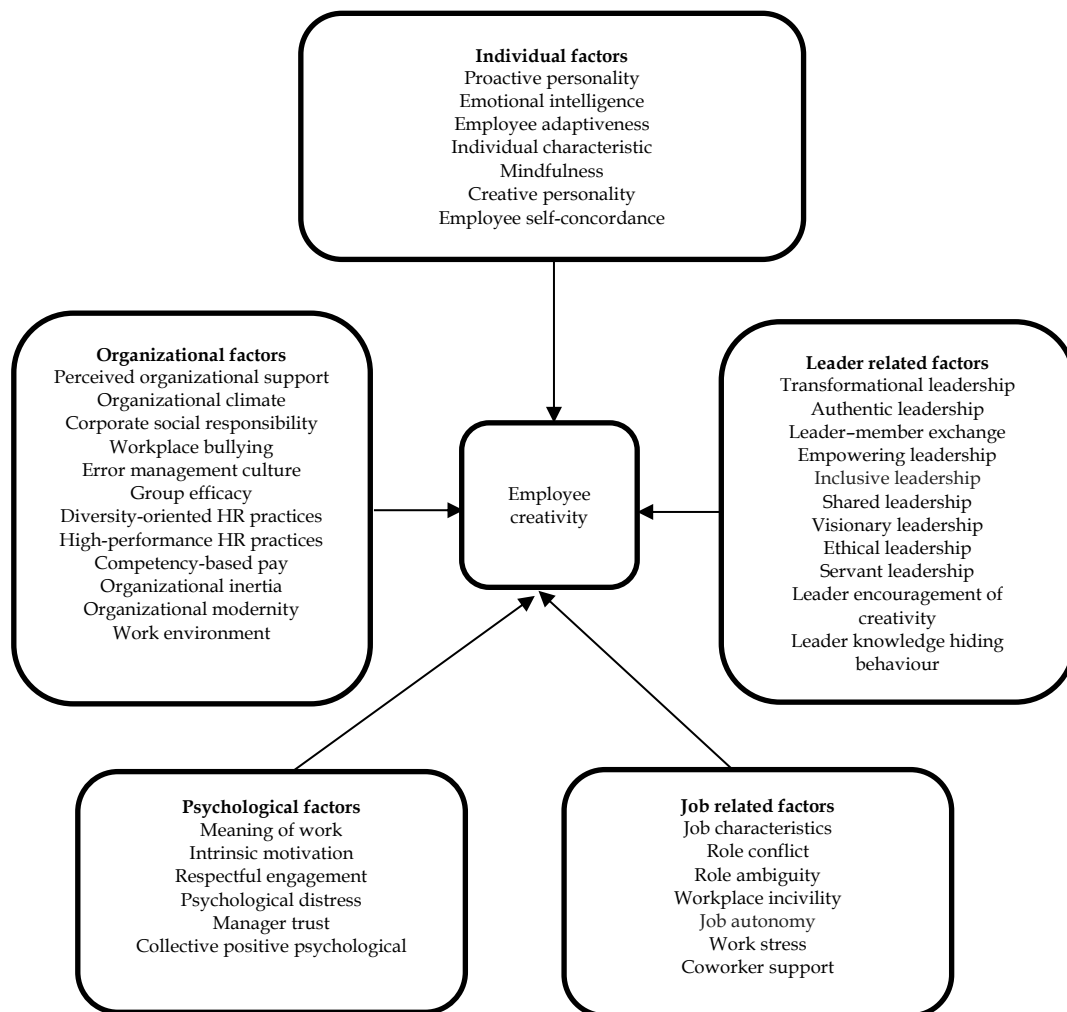 Individual factors
Proactive personality
Emotional intelligence
Employee adaptiveness
Individual characteristic
Mindfulness
Creative personality
Employee self-concordance
Organizational factors
Perceived organizational support
Organizational climate
Corporate social responsibility
Workplace bullying
Error management culture
Group efficacy
Diversity-oriented HR practices
High-performance HR practices
Competency-based pay
Organizational inertia
Organizational modernity
Work environment
Employee
creativity
Leader related factors
Transformational leadership
Authentic leadership
Leader–member exchange
Empowering leadership
Inclusive leadership
Shared leadership
Visionary leadership
Ethical leadership
Servant leadership
Leader encouragement of
creativity
Leader knowledge hiding
behaviour
Psychological factors
Meaning of work
Intrinsic motivation
Respectful engagement
Psychological distress
Manager trust
Collective positive psychological
Job related factors
Job characteristics
Role conflict
Role ambiguity
Workplace incivility
Job autonomy
Work stress
Coworker support